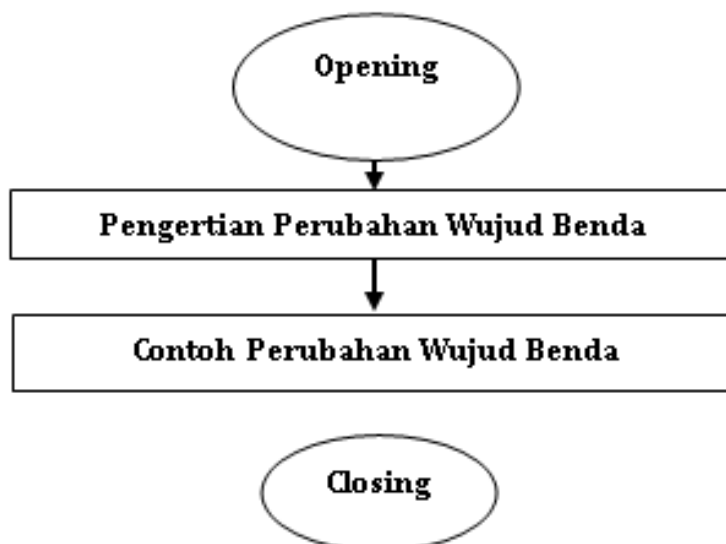 Opening
Pengertian Perubahan Wujud Benda
Contoh Perubahan Wujud Benda
Closing